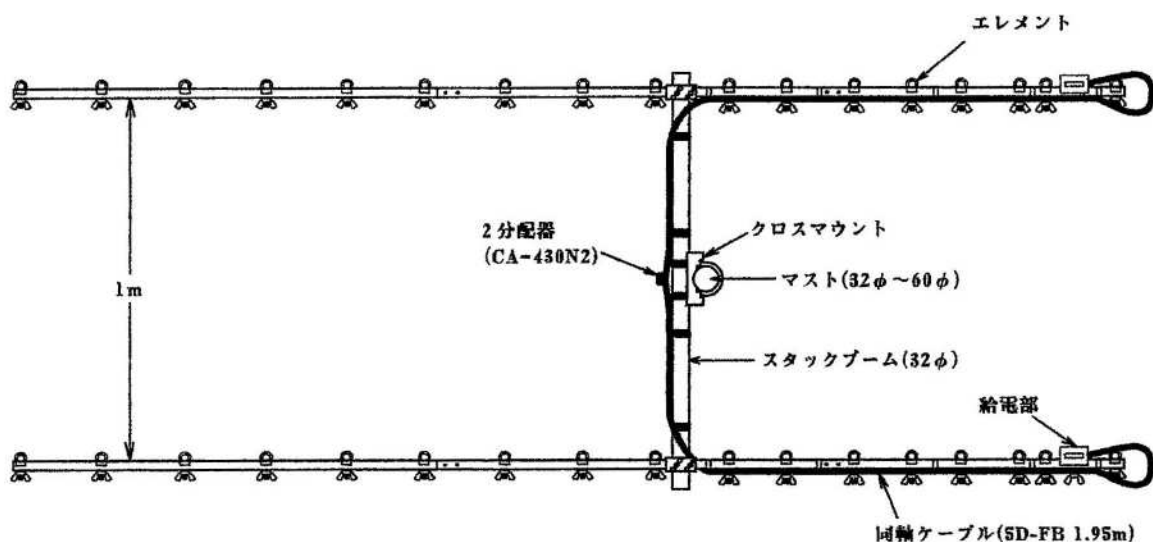 エレメント
2分配器
(CA-430N2)
クロスマウント
マスト(32φ～60φ)
1m
スタックブーム(32φ)
給電部
同軸ケーブル(5D-FB 1.95m)